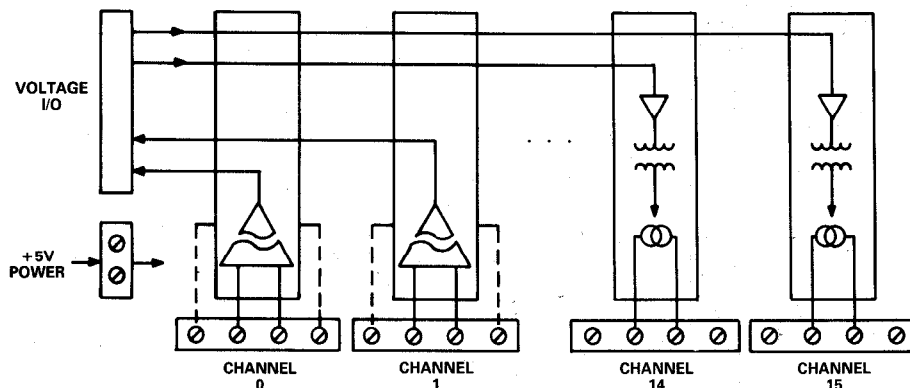 VOLTAGE
I/O
+5V
POWER
CHANNEL
0
CHANNEL
1
CHANNEL
14
CHANNEL
15